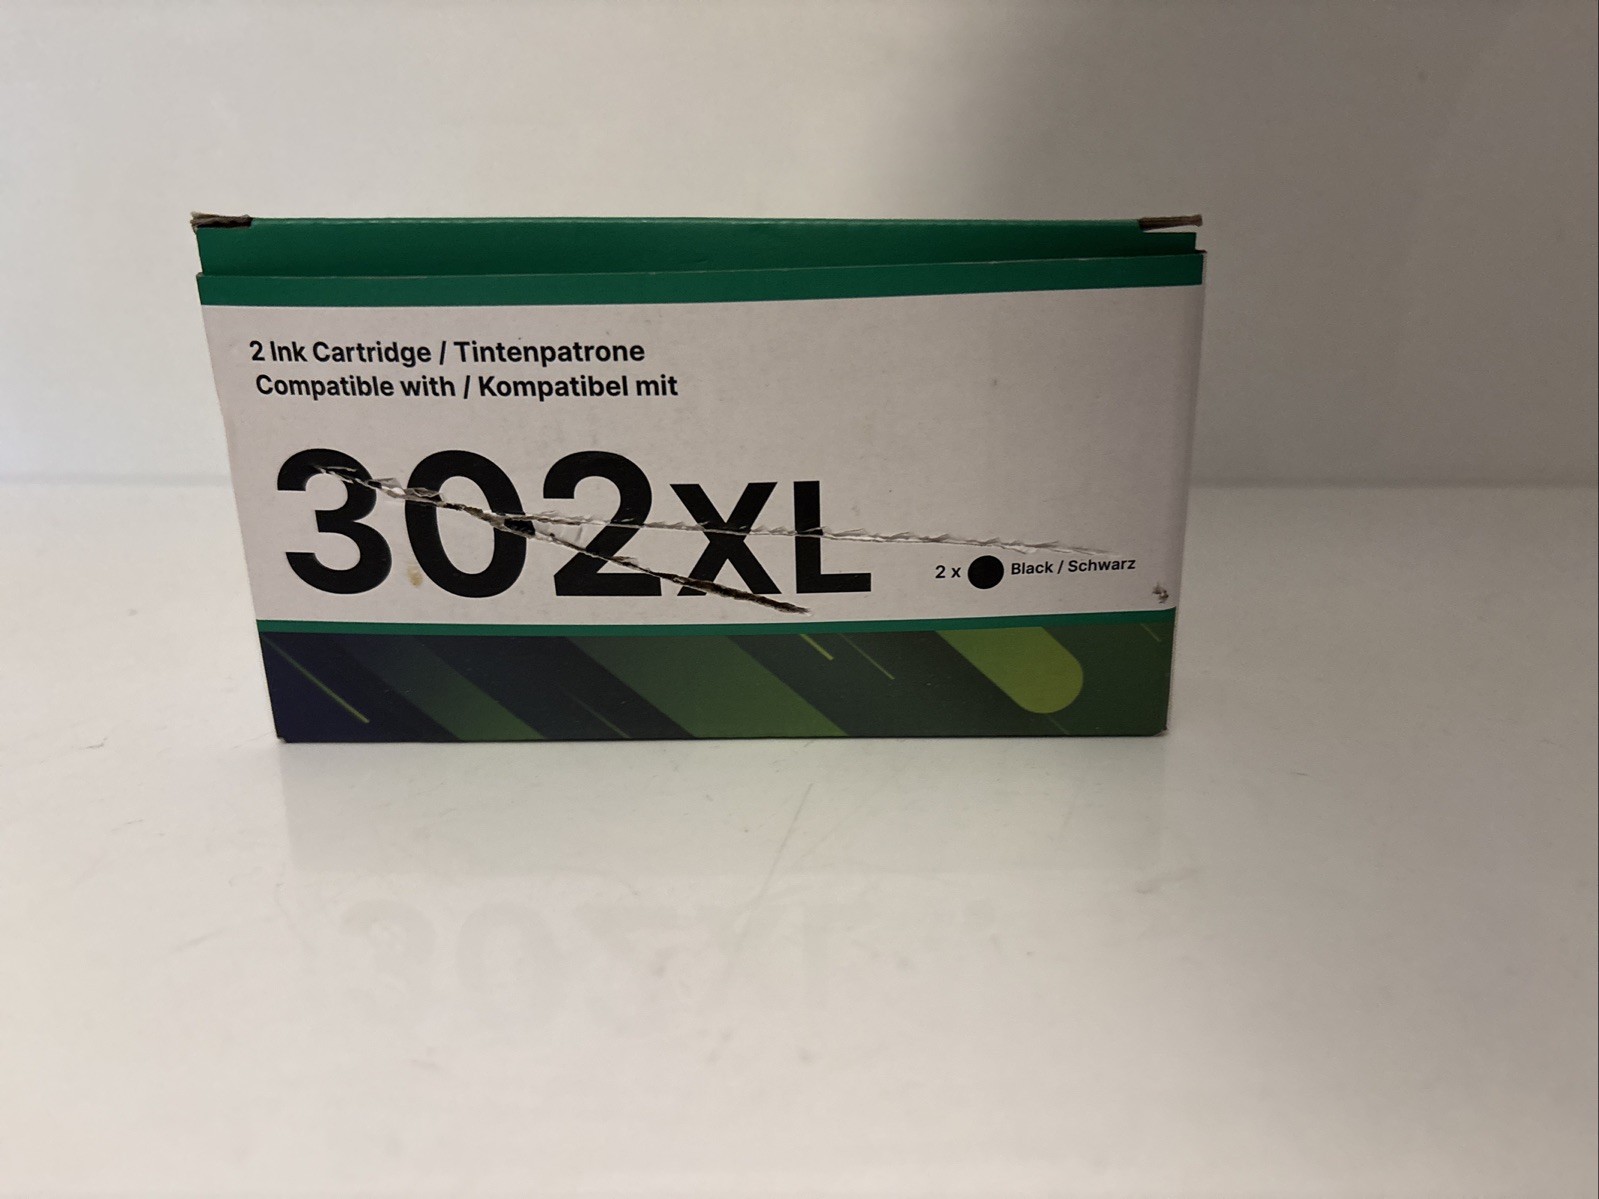 2 Ink Cartridge / Tintenpatrone
Compatible with / Kompatibel mit
302XL
2 x Black / Schwarz